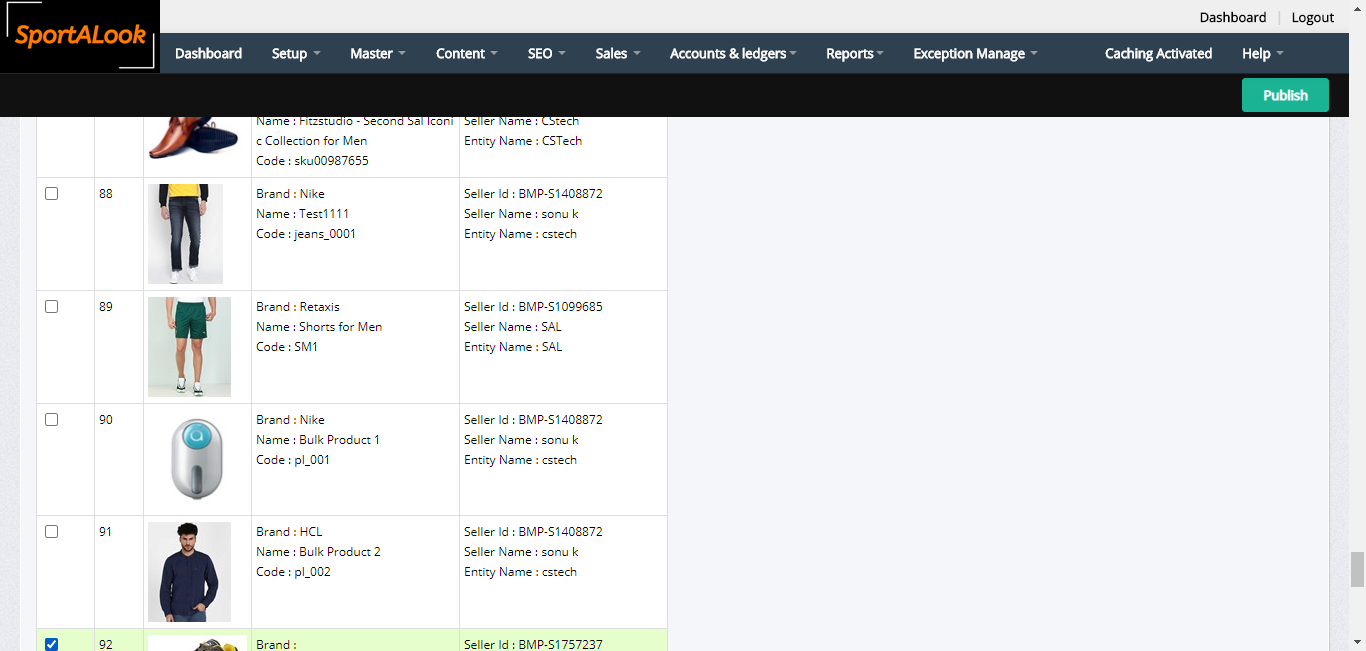 Dashboard
Logout
SportALook
Dashboard
Setup
Master
Content
SEO
Sales
Accounts & ledgers
Reports
Exception Manage
Caching Activated
Help
Publish
Name : Fitzstudio - Second Sal Iconi
c Collection for Men
Code : sku00987655
Seller Name : CStech
Entity Name : CSTech
88
Brand : Nike
Name : Test1111
Code : jeans_0001
Seller Id : BMP-S1408872
Seller Name : sonu k
Entity Name : cstech
89
Brand : Retaxis
Name : Shorts for Men
Code : SM1
Seller Id : BMP-S1099685
Seller Name : SAL
Entity Name : SAL
90
Brand : Nike
Name : Bulk Product 1
Code : pl_001
Seller Id : BMP-S1408872
Seller Name : sonu k
Entity Name : cstech
91
Brand : HCL
Name : Bulk Product 2
Code : pl_002
Seller Id : BMP-S1408872
Seller Name : sonu k
Entity Name : cstech
92
Brand :
Seller Id : BMP-S1757237